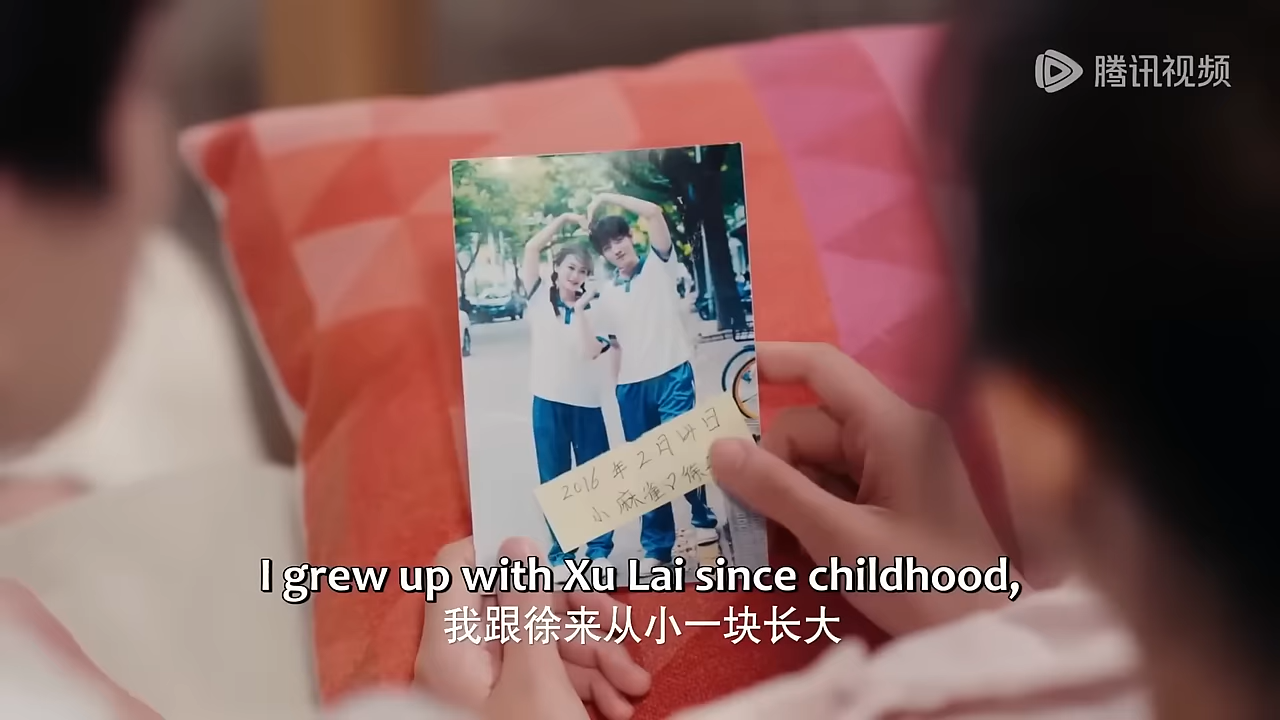 腾讯视频
2016年2月14日
小麻雀♡徐
I grew up with Xu Lai since childhood,
我跟徐来从小一块长大